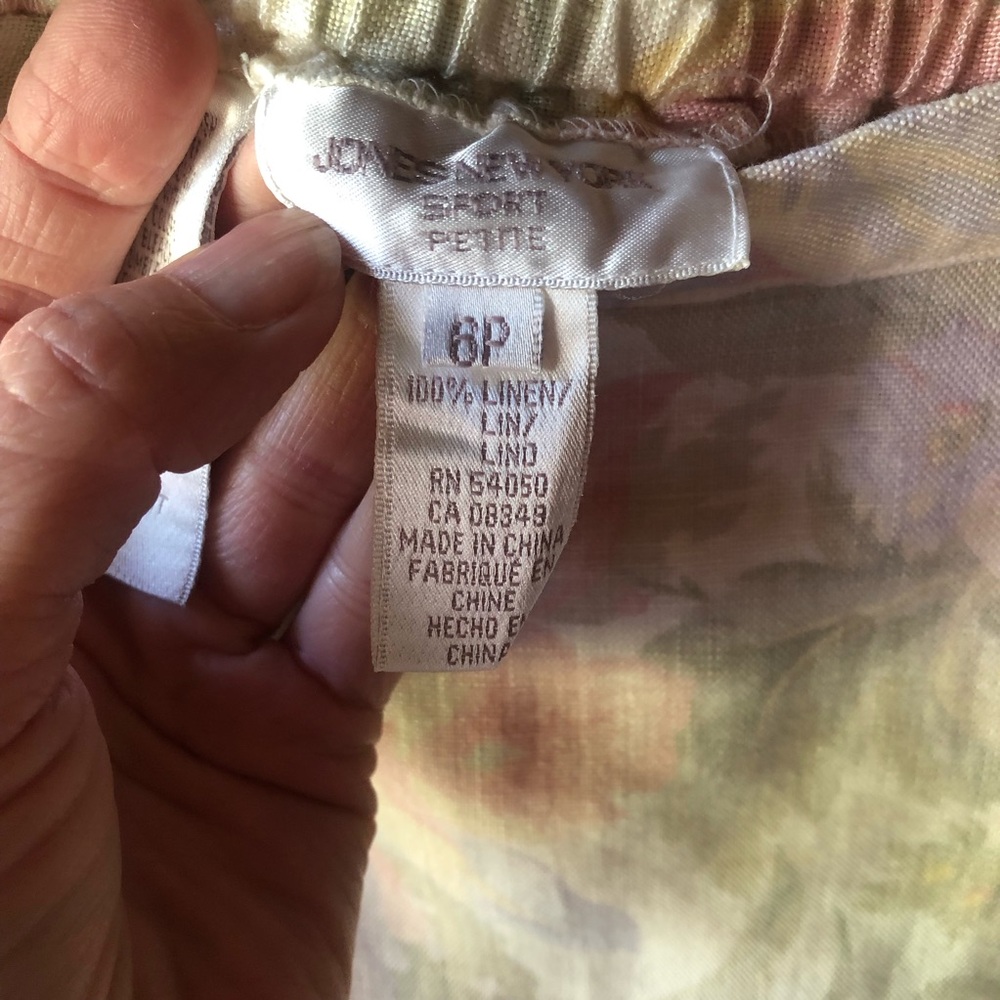 JONES NEW YORK
SPORT
PETITE
6P
100% LINEN/
LIN/
LINO
RN 54050
CA 08349
MADE IN CHINA
FABRIQUÉ EN
CHINE
HECHO EN
CHINA